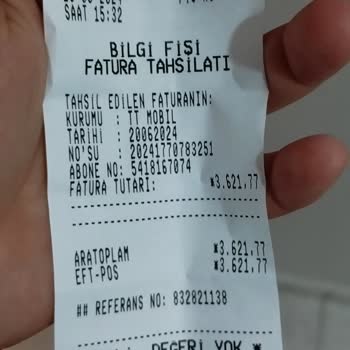 SAAT 15:32
BİLGİ FİŞİ
FATURA TAHSİLATI
TAHSİL EDİLEN FATURANIN:
KURUMU : TT MOBİL
TARİHİ : 20062024
NO'SU : 20241770783251
ABONE NO: 5418167074
FATURA TUTARI: *3.621,77
ARATOPLAM *3.621,77
EFT-POS *3.621,77
## REFERANS NO: 832821138
DEĞERİ YOK *